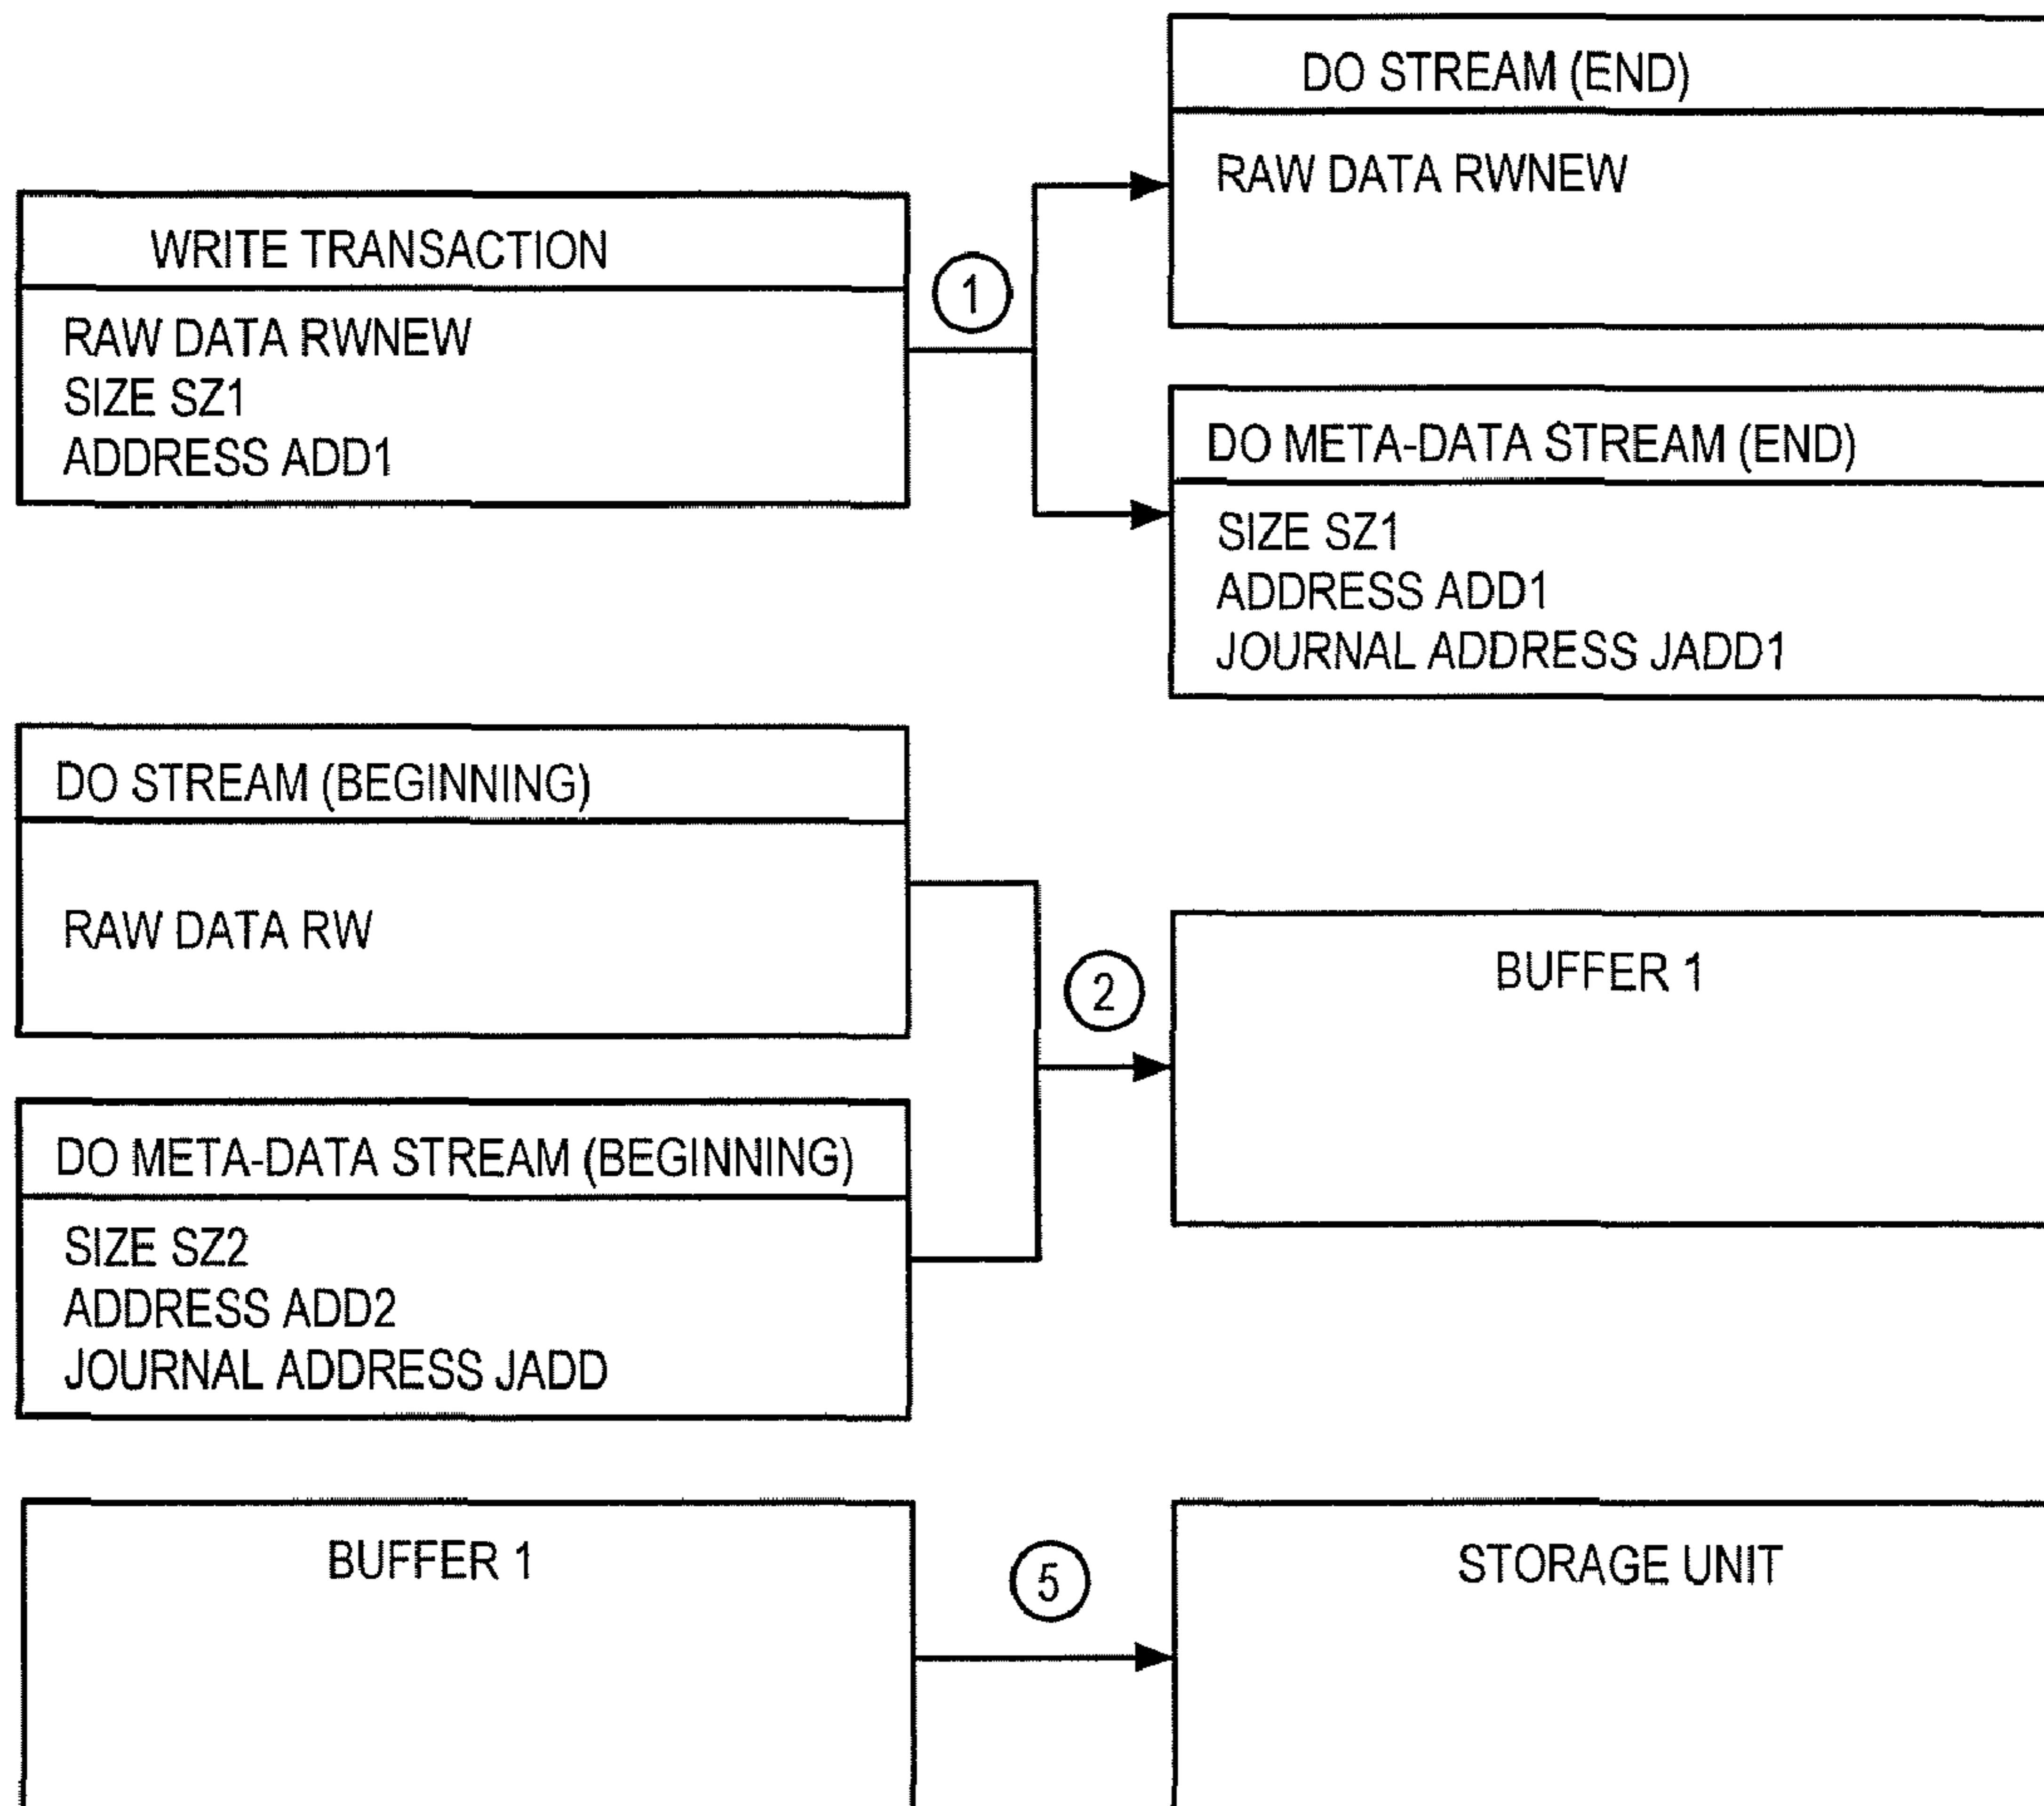 WRITE TRANSACTION
RAW DATA RWNEW
SIZE SZ1
ADDRESS ADD1
1
DO STREAM (END)
RAW DATA RWNEW
DO META-DATA STREAM (END)
SIZE SZ1
ADDRESS ADD1
JOURNAL ADDRESS JADD1
DO STREAM (BEGINNING)
RAW DATA RW
DO META-DATA STREAM (BEGINNING)
SIZE SZ2
ADDRESS ADD2
JOURNAL ADDRESS JADD
2
BUFFER 1
BUFFER 1
5
STORAGE UNIT